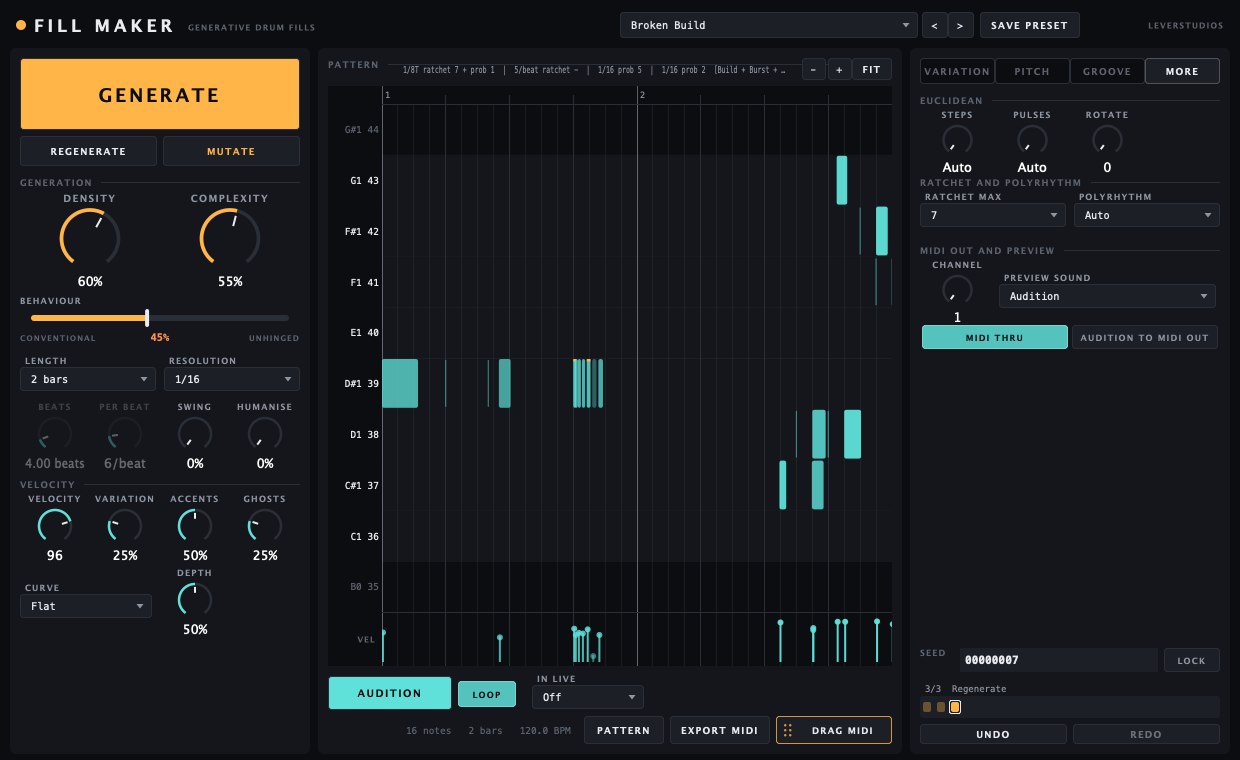 FILL MAKER GENERATIVE DRUM FILLS
Broken Build
< > SAVE PRESET
LEVERSTUDIOS
GENERATE
REGENERATE MUTATE
GENERATION
DENSITY COMPLEXITY
60% 55%
BEHAVIOUR
CONVENTIONAL 45% UNHINGED
LENGTH RESOLUTION
2 bars 1/16
BEATS PER BEAT SWING HUMANISE
4.00 beats 6/beat 0% 0%
VELOCITY
VELOCITY VARIATION ACCENTS GHOSTS
96 25% 50% 25%
CURVE DEPTH
Flat
50%
PATTERN
1/8T ratchet 7 + prob 1 | 5/beat ratchet – | 1/16 prob 5 | 1/16 prob 2 [Build + Burst + …
- + FIT
1 2
G#1 44
G1 43
F#1 42
F1 41
E1 40
D#1 39
D1 38
C#1 37
C1 36
B0 35
VEL
AUDITION LOOP
IN LIVE
Off
16 notes 2 bars 120.0 BPM
PATTERN EXPORT MIDI DRAG MIDI
VARIATION PITCH GROOVE MORE
EUCLIDEAN
STEPS PULSES ROTATE
Auto Auto 0
RATCHET AND POLYRHYTHM
RATCHET MAX POLYRHYTHM
7 Auto
MIDI OUT AND PREVIEW
CHANNEL PREVIEW SOUND
Audition
1
MIDI THRU AUDITION TO MIDI OUT
SEED 00000007 LOCK
3/3 Regenerate
UNDO REDO